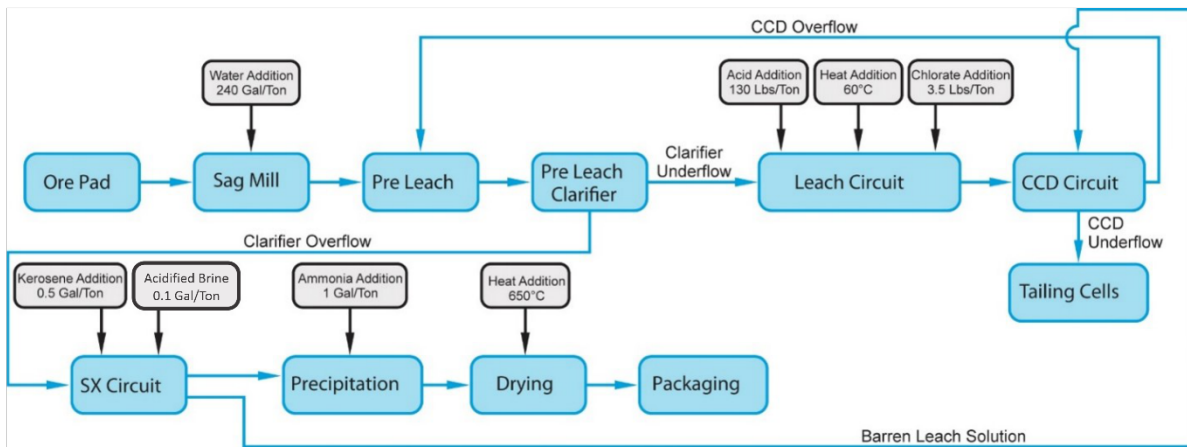 CCD Overflow
Water Addition
240 Gal/Ton
Acid Addition
130 Lbs/Ton
Heat Addition
60°C
Chlorate Addition
3.5 Lbs/Ton
Ore Pad
Sag Mill
Pre Leach
Pre Leach
Clarifier
Clarifier
Underflow
Leach Circuit
CCD Circuit
CCD
Underflow
Tailing Cells
Clarifier Overflow
Kerosene Addition
0.5 Gal/Ton
Acidified Brine
0.1 Gal/Ton
Ammonia Addition
1 Gal/Ton
Heat Addition
650°C
SX Circuit
Precipitation
Drying
Packaging
Barren Leach Solution